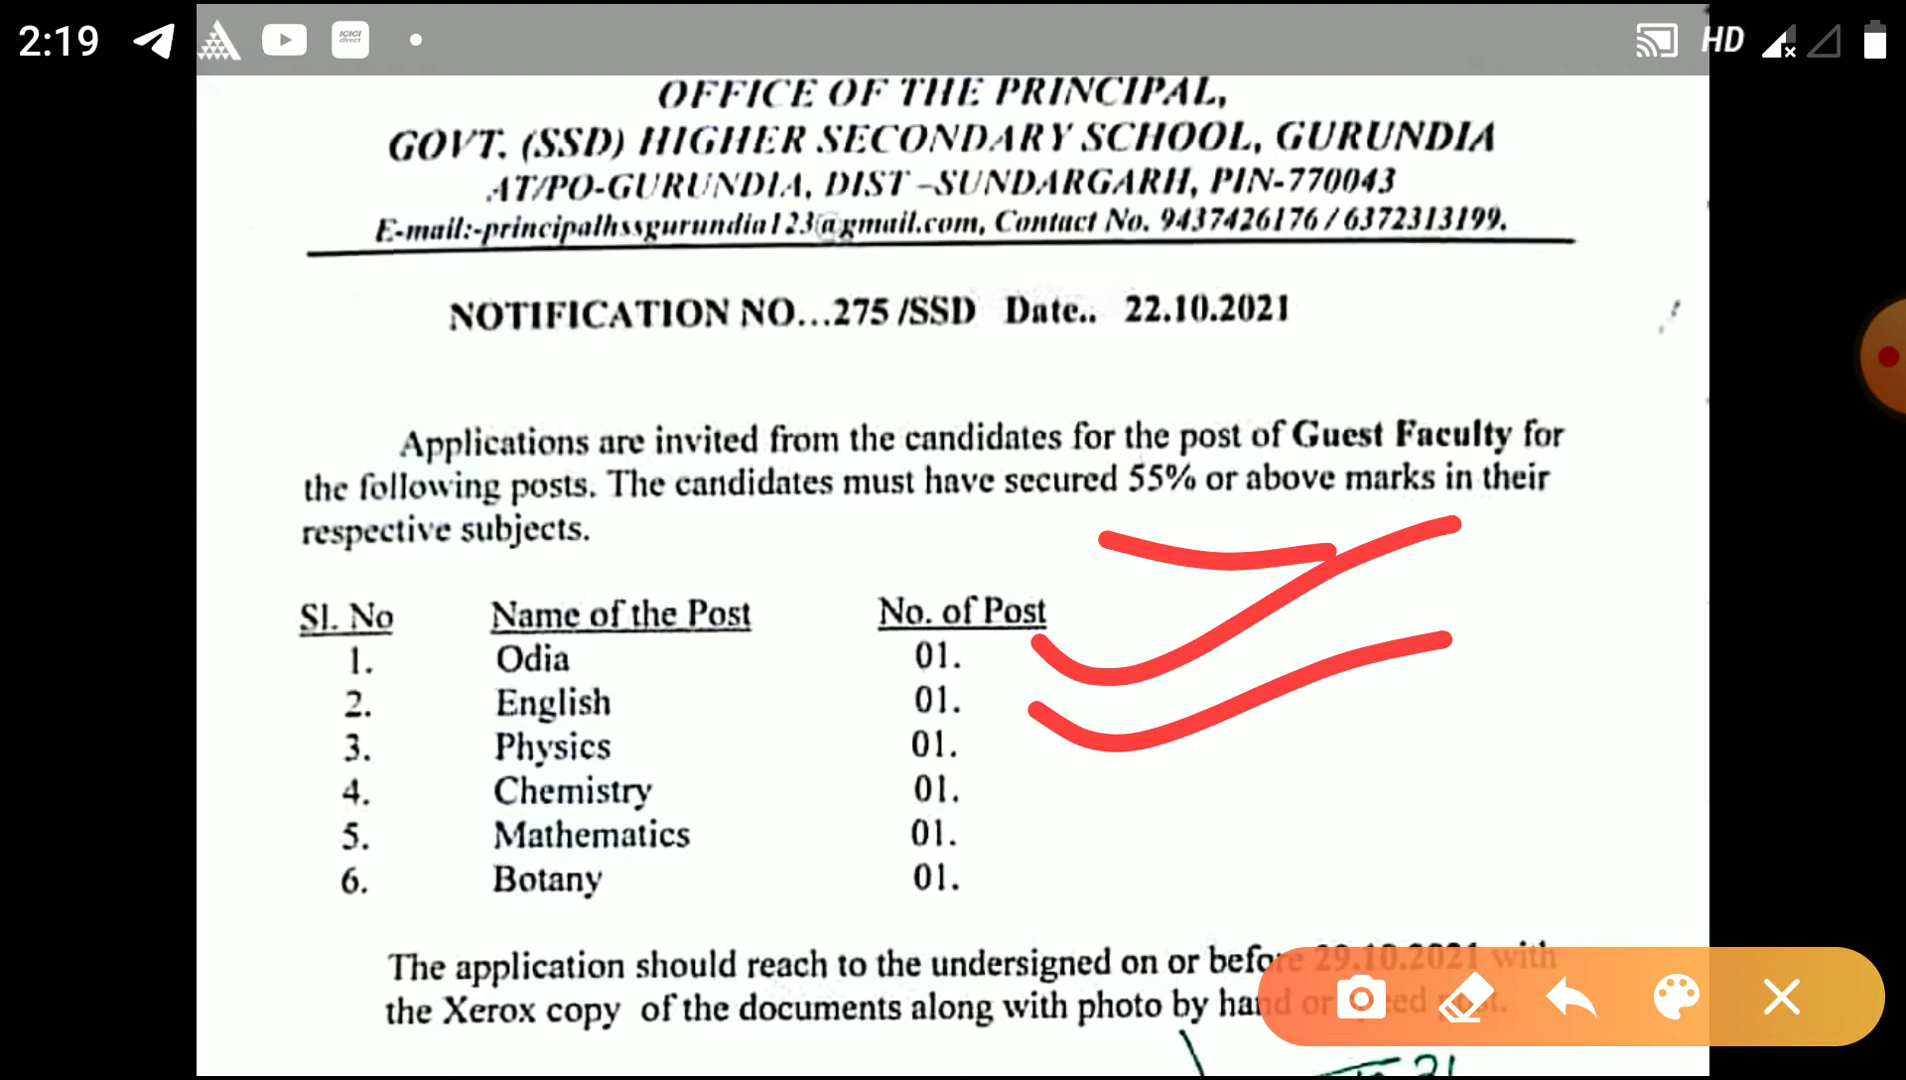 2:19
ICICI direct
HD
OFFICE OF THE PRINCIPAL,
GOVT. (SSD) HIGHER SECONDARY SCHOOL, GURUNDIA
AT/PO-GURUNDIA, DIST –SUNDARGARH, PIN-770043
E-mail:-principalhssgurundia123@gmail.com, Contact No. 9437426176 / 6372313199.
NOTIFICATION NO...275 /SSD Date.. 22.10.2021
Applications are invited from the candidates for the post of Guest Faculty for
the following posts. The candidates must have secured 55% or above marks in their
respective subjects.
Sl. No Name of the Post No. of Post
1. Odia 01.
2. English 01.
3. Physics 01.
4. Chemistry 01.
5. Mathematics 01.
6. Botany 01.
The application should reach to the undersigned on or before 29.10.2021 with
the Xerox copy of the documents along with photo by hand or